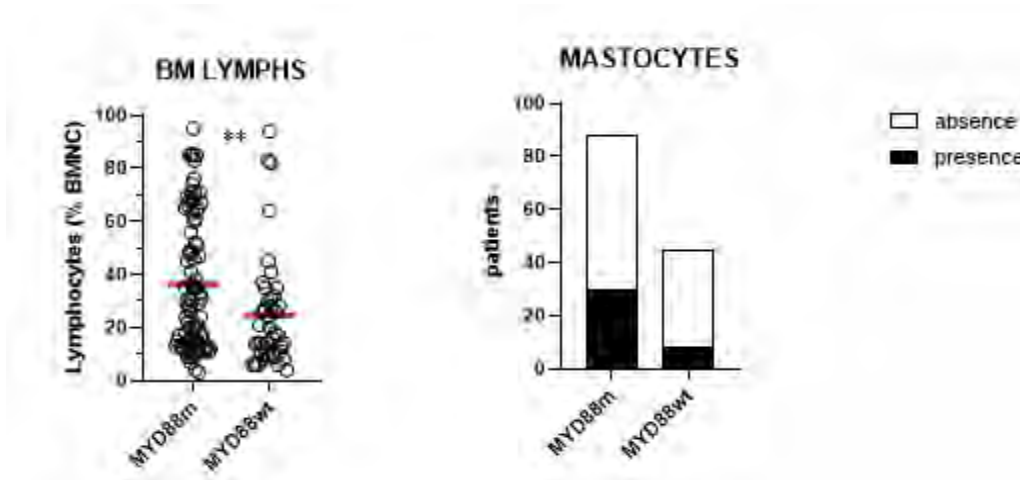 BM LYMPHS
Lymphocytes (% BMNC)
100
80
60
40
20
0
**
MYD88m
MYD88wt
MASTOCYTES
patients
100
80
60
40
20
0
MYD88m
MYD88wt
absence
presence